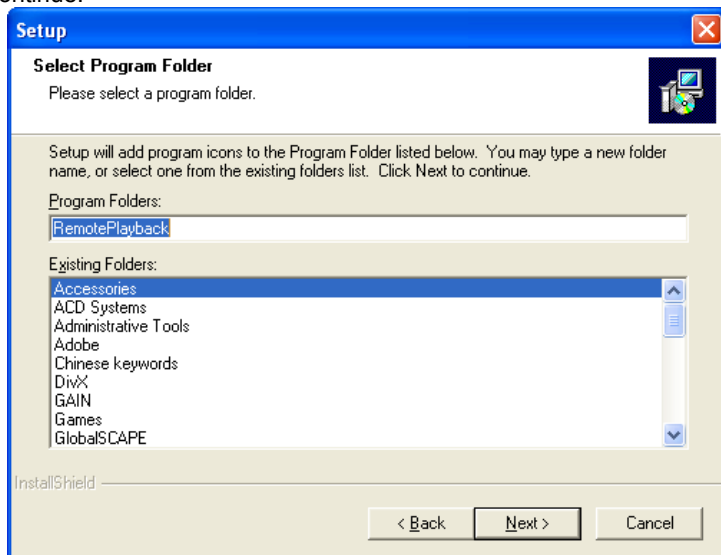 ontinue.
Setup
Select Program Folder
Please select a program folder.
Setup will add program icons to the Program Folder listed below.  You may type a new folder
name, or select one from the existing folders list.  Click Next to continue.
Program Folders:
RemotePlayback
Existing Folders:
Accessories
ACD Systems
Administrative Tools
Adobe
Chinese keywords
DivX
GAIN
Games
GlobalSCAPE
InstallShield
< Back
Next >
Cancel